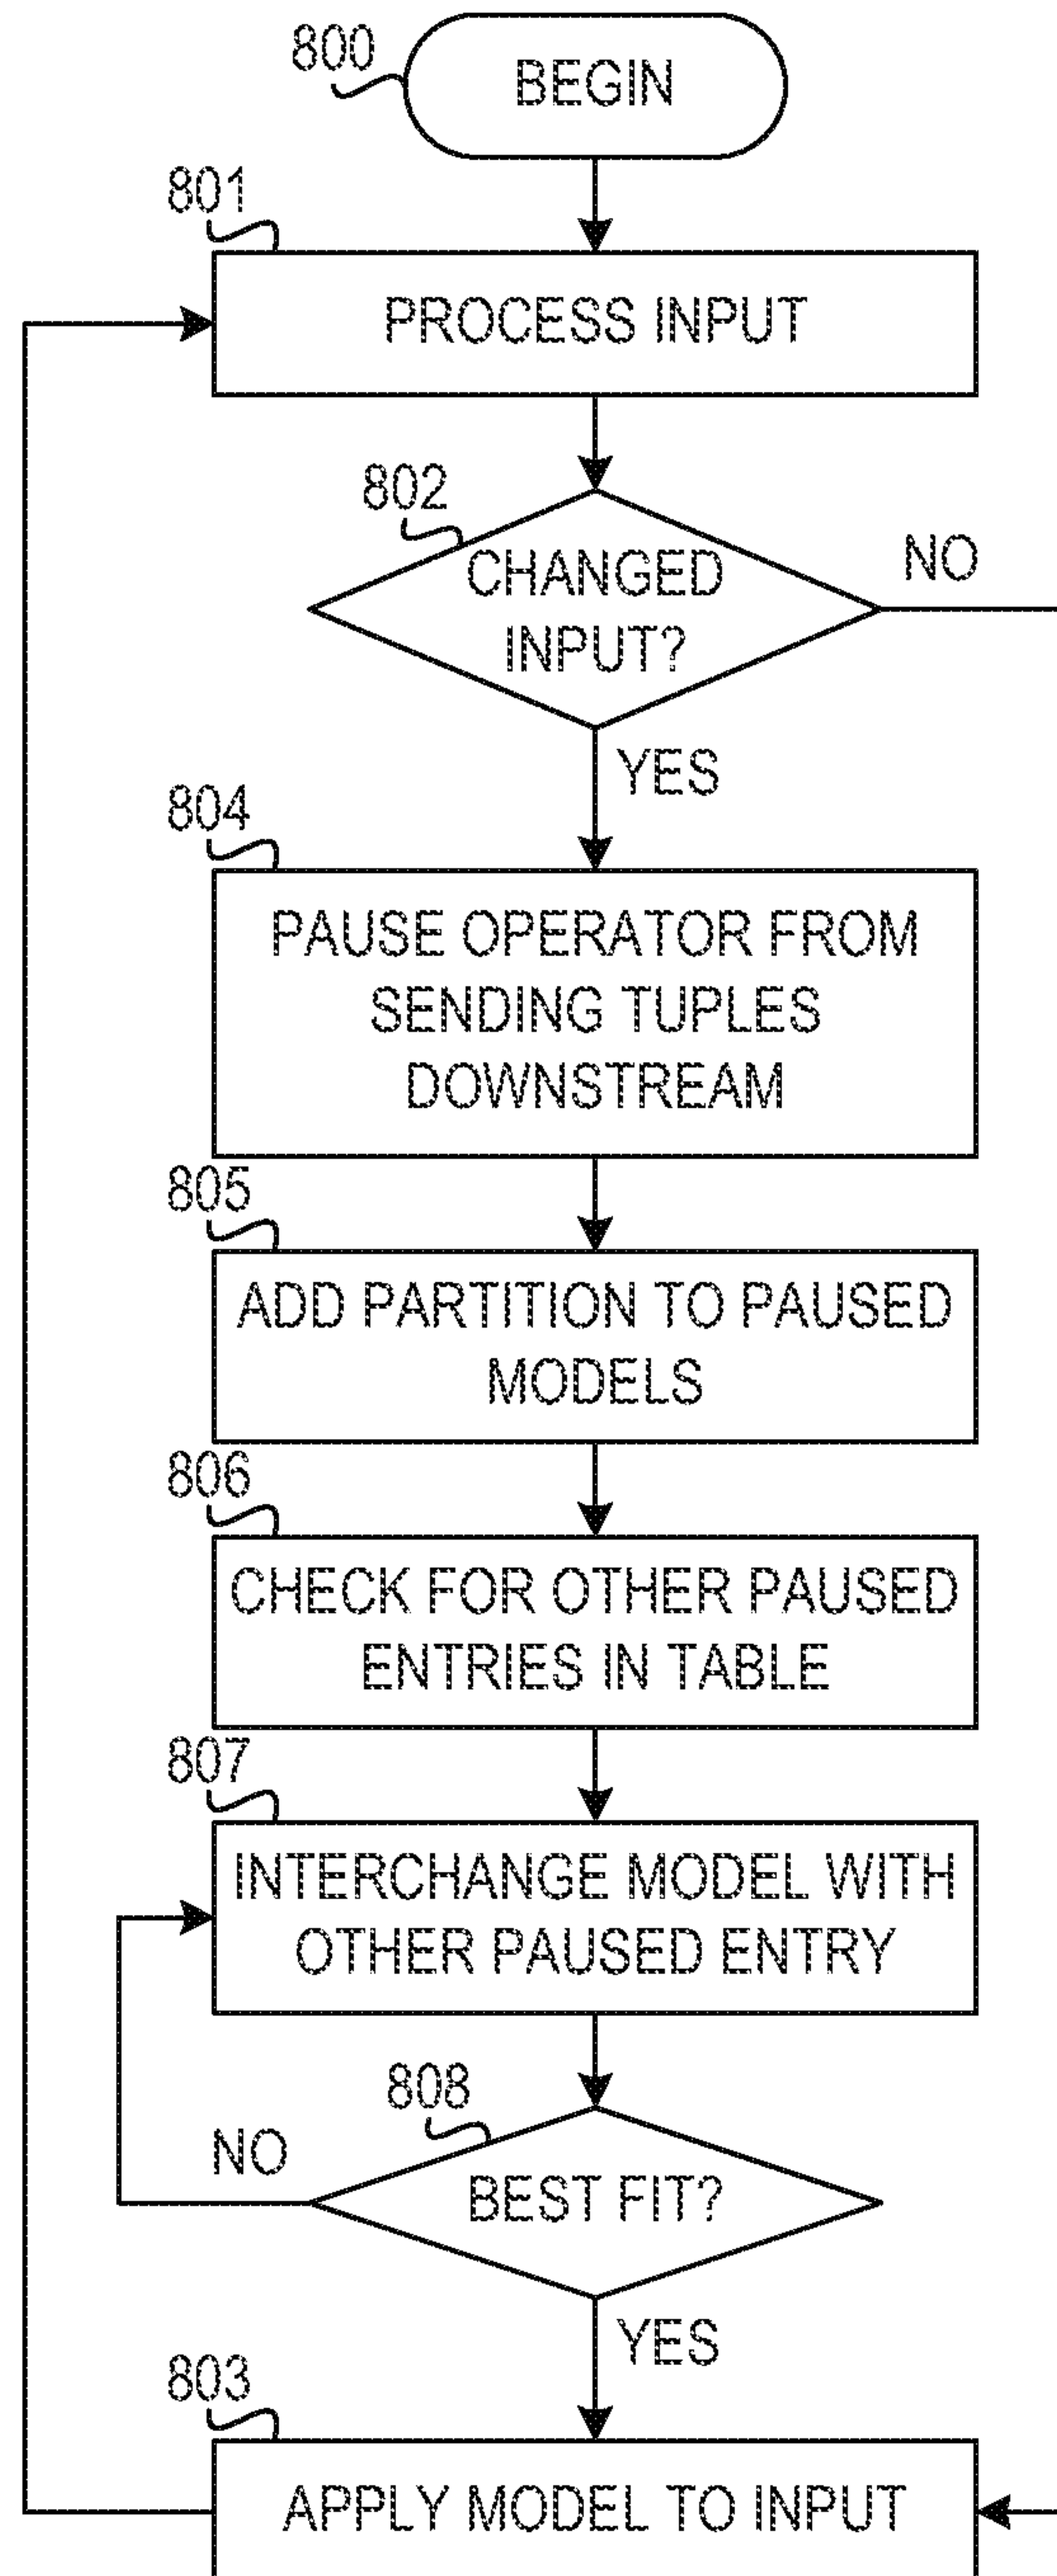 800
BEGIN
801
PROCESS INPUT
802
CHANGED
INPUT?
NO
YES
804
PAUSE OPERATOR FROM
SENDING TUPLES
DOWNSTREAM
805
ADD PARTITION TO PAUSED
MODELS
806
CHECK FOR OTHER PAUSED
ENTRIES IN TABLE
807
INTERCHANGE MODEL WITH
OTHER PAUSED ENTRY
808
NO
BEST FIT?
YES
803
APPLY MODEL TO INPUT